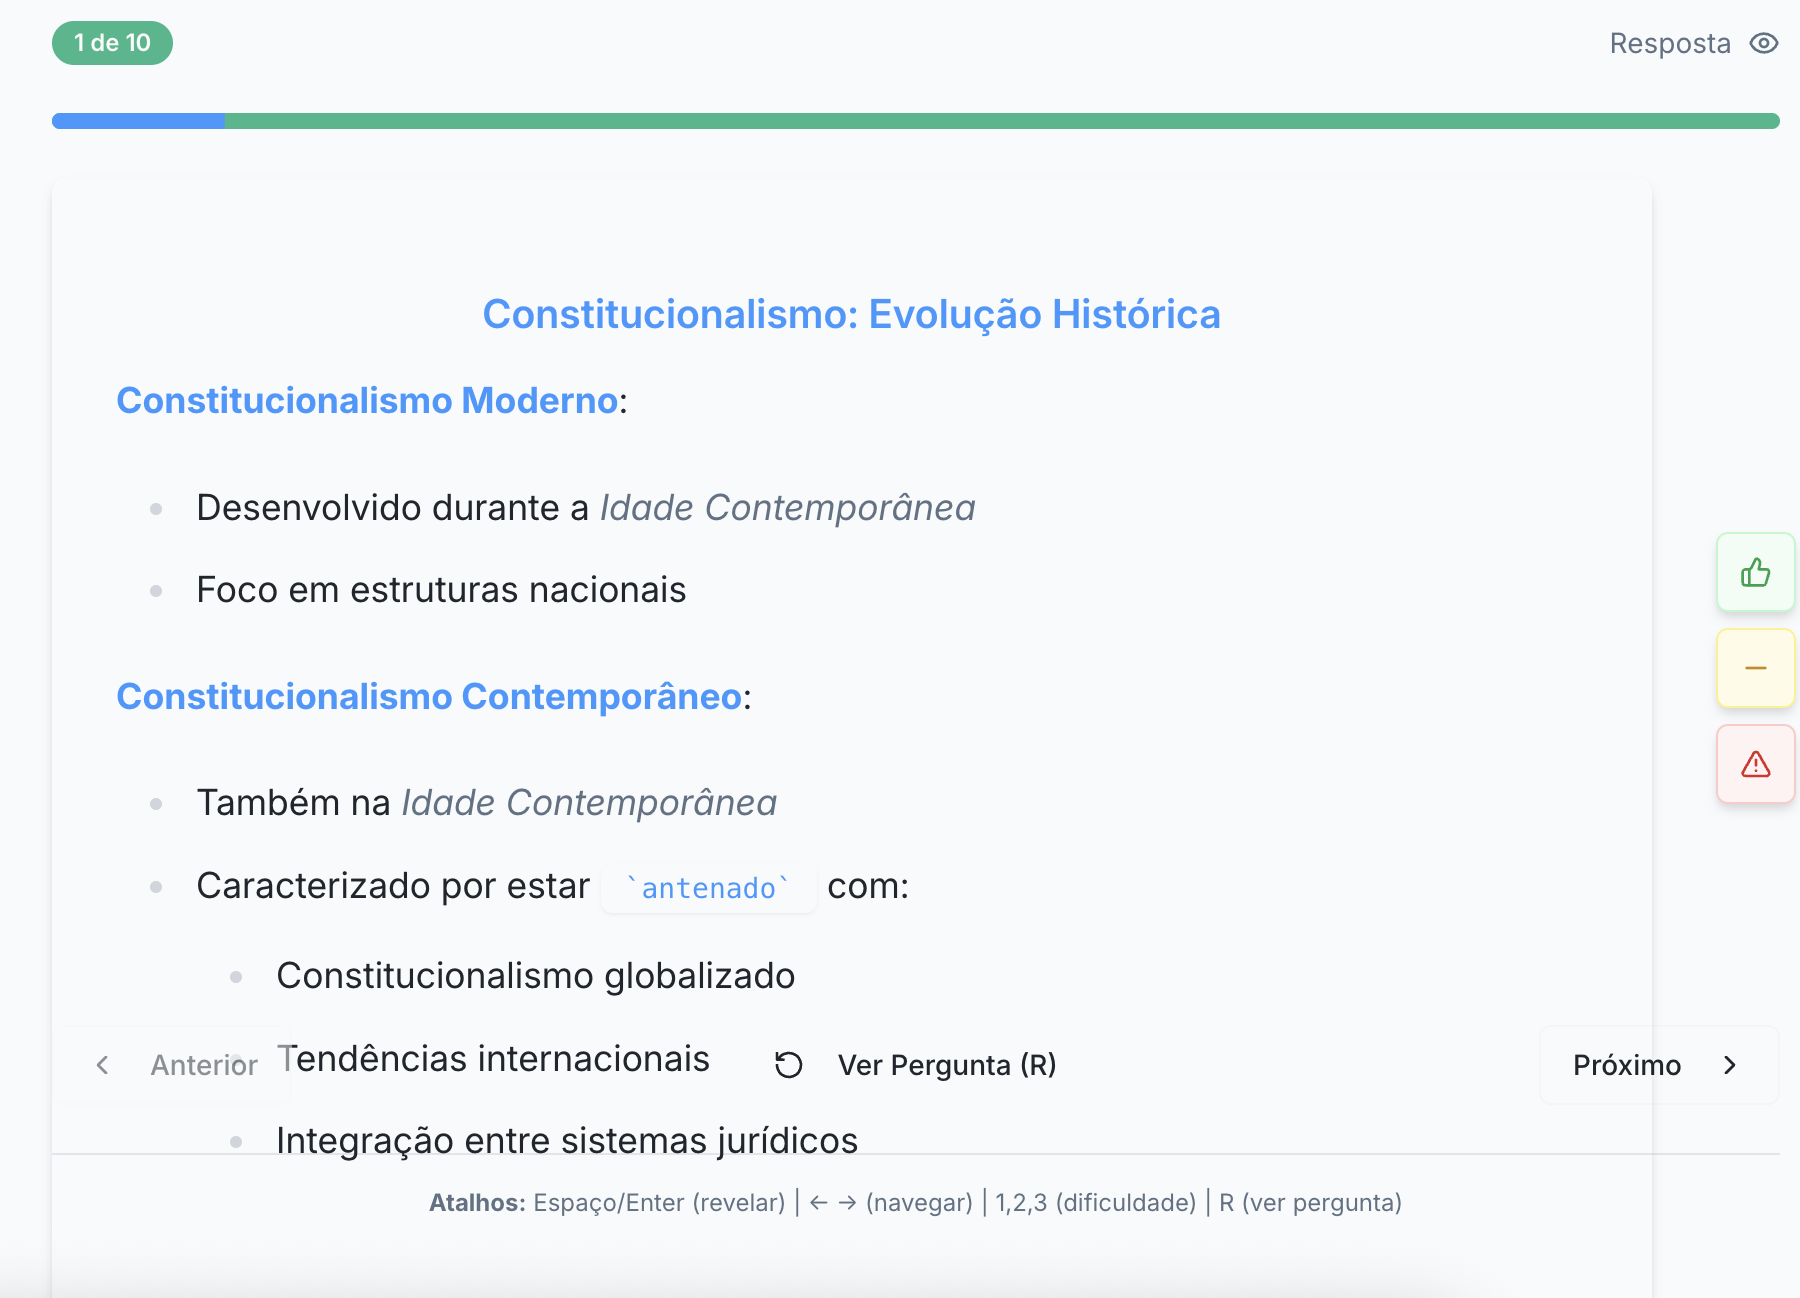 1 de 10
Resposta
Constitucionalismo: Evolução Histórica
Constitucionalismo Moderno:
Desenvolvido durante a Idade Contemporânea
Foco em estruturas nacionais
Constitucionalismo Contemporâneo:
Também na Idade Contemporânea
Caracterizado por estar `antenado` com:
Constitucionalismo globalizado
Tendências internacionais
Anterior
Ver Pergunta (R)
Próximo
Integração entre sistemas jurídicos
Atalhos: Espaço/Enter (revelar) | ← → (navegar) | 1,2,3 (dificuldade) | R (ver pergunta)